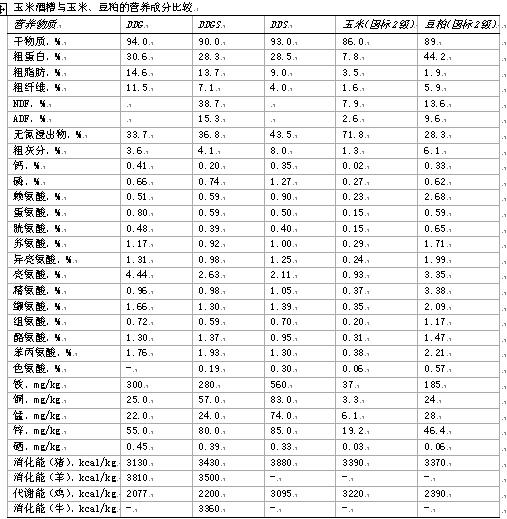 玉米酒糟与玉米、豆粕的营养成分比较
营养物质 DDG DDGS DDS 玉米(国标2级) 豆粕(国标2级)
干物质，% 94.0 90.0 93.0 86.0 89
粗蛋白，% 30.6 28.3 28.5 7.8 44.2
粗脂肪，% 14.6 13.7 9.0 3.5 1.9
粗纤维，% 11.5 7.1 4.0 1.6 5.9
NDF，% 38.7 7.9 13.6
ADF，% 15.3 2.6 9.6
无氮浸出物，% 33.7 36.8 43.5 71.8 28.3
粗灰分，% 3.6 4.1 8.0 1.3 6.1
钙，% 0.41 0.20 0.35 0.02 0.33
磷，% 0.66 0.74 1.27 0.27 0.62
赖氨酸，% 0.51 0.59 0.90 0.23 2.68
蛋氨酸，% 0.80 0.59 0.50 0.15 0.59
胱氨酸，% 0.48 0.39 0.40 0.15 0.65
苏氨酸，% 1.17 0.92 1.00 0.29 1.71
异亮氨酸，% 1.31 0.98 1.25 0.24 1.99
亮氨酸，% 4.44 2.63 2.11 0.93 3.35
精氨酸，% 0.96 0.98 1.05 0.37 3.38
缬氨酸，% 1.66 1.30 1.39 0.35 2.09
组氨酸，% 0.72 0.59 0.70 0.20 1.17
酪氨酸，% 1.30 1.37 0.95 0.31 1.47
苯丙氨酸，% 1.76 1.93 1.30 0.38 2.21
色氨酸，% - 0.19 0.30 0.06 0.57
铁，mg/kg 300 280 560 37 185
铜，mg/kg 25.0 57.0 83.0 3.3 24
锰，mg/kg 22.0 24.0 74.0 6.1 28
锌，mg/kg 55.0 80.0 85.0 19.2 46.4
硒，mg/kg 0.45 0.39 0.33 0.03 0.06
消化能（猪），kcal/kg 3130 3430 3880 3390 3370
消化能（羊），kcal/kg 3810 3500 - - -
代谢能（鸡），kcal/kg 2077 2200 3095 3220 2390
消化能（牛），kcal/kg - 3360 - - -